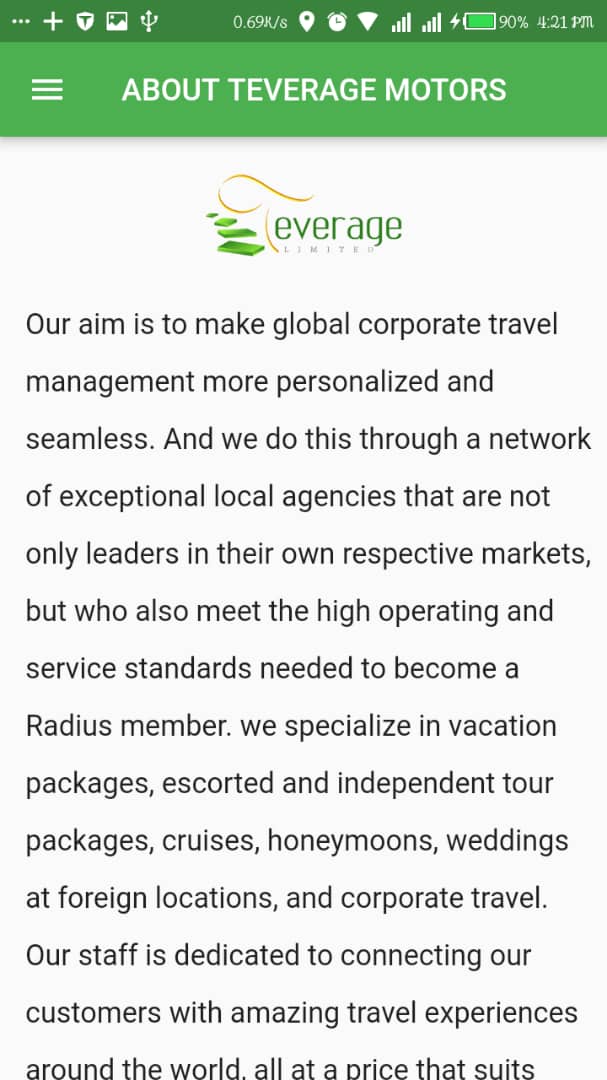 0.69K/s 90% 4:21 PM
ABOUT TEVERAGE MOTORS
Teverage
LIMITED
Our aim is to make global corporate travel
management more personalized and
seamless. And we do this through a network
of exceptional local agencies that are not
only leaders in their own respective markets,
but who also meet the high operating and
service standards needed to become a
Radius member. we specialize in vacation
packages, escorted and independent tour
packages, cruises, honeymoons, weddings
at foreign locations, and corporate travel.
Our staff is dedicated to connecting our
customers with amazing travel experiences
around the world, all at a price that suits